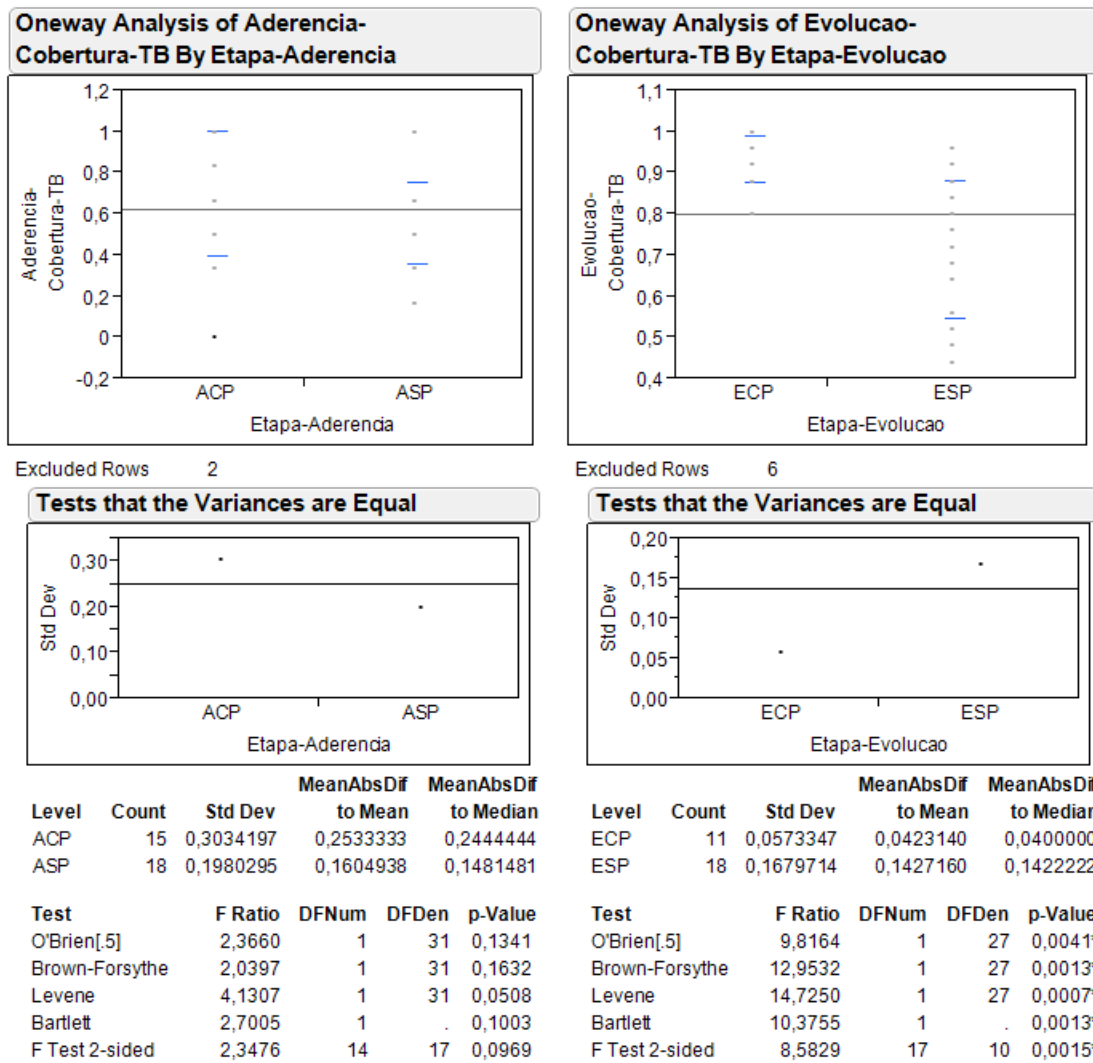 Oneway Analysis of Aderencia-
Cobertura-TB By Etapa-Aderencia
1,2
1
0,8
0,6
0,4
0,2
0
-0,2
Aderencia-
Cobertura-TB
ACP ASP
Etapa-Aderencia
Excluded Rows 2
Tests that the Variances are Equal
0,30
0,20
0,10
0,00
Std Dev
ACP ASP
Etapa-Aderencia
MeanAbsDif MeanAbsDif
Level Count Std Dev to Mean to Median
ACP 15 0,3034197 0,2533333 0,2444444
ASP 18 0,1980295 0,1604938 0,1481481
Test F Ratio DFNum DFDen p-Value
O'Brien[.5] 2,3660 1 31 0,1341
Brown-Forsythe 2,0397 1 31 0,1632
Levene 4,1307 1 31 0,0508
Bartlett 2,7005 1 . 0,1003
F Test 2-sided 2,3476 14 17 0,0969
Oneway Analysis of Evolucao-
Cobertura-TB By Etapa-Evolucao
1,1
1
0,9
0,8
0,7
0,6
0,5
0,4
Evolucao-
Cobertura-TB
ECP ESP
Etapa-Evolucao
Excluded Rows 6
Tests that the Variances are Equal
0,20
0,15
0,10
0,05
0,00
Std Dev
ECP ESP
Etapa-Evolucao
MeanAbsDif MeanAbsDif
Level Count Std Dev to Mean to Median
ECP 11 0,0573347 0,0423140 0,0400000
ESP 18 0,1679714 0,1427160 0,1422222
Test F Ratio DFNum DFDen p-Value
O'Brien[.5] 9,8164 1 27 0,0041*
Brown-Forsythe 12,9532 1 27 0,0013*
Levene 14,7250 1 27 0,0007*
Bartlett 10,3755 1 . 0,0013*
F Test 2-sided 8,5829 17 10 0,0015*